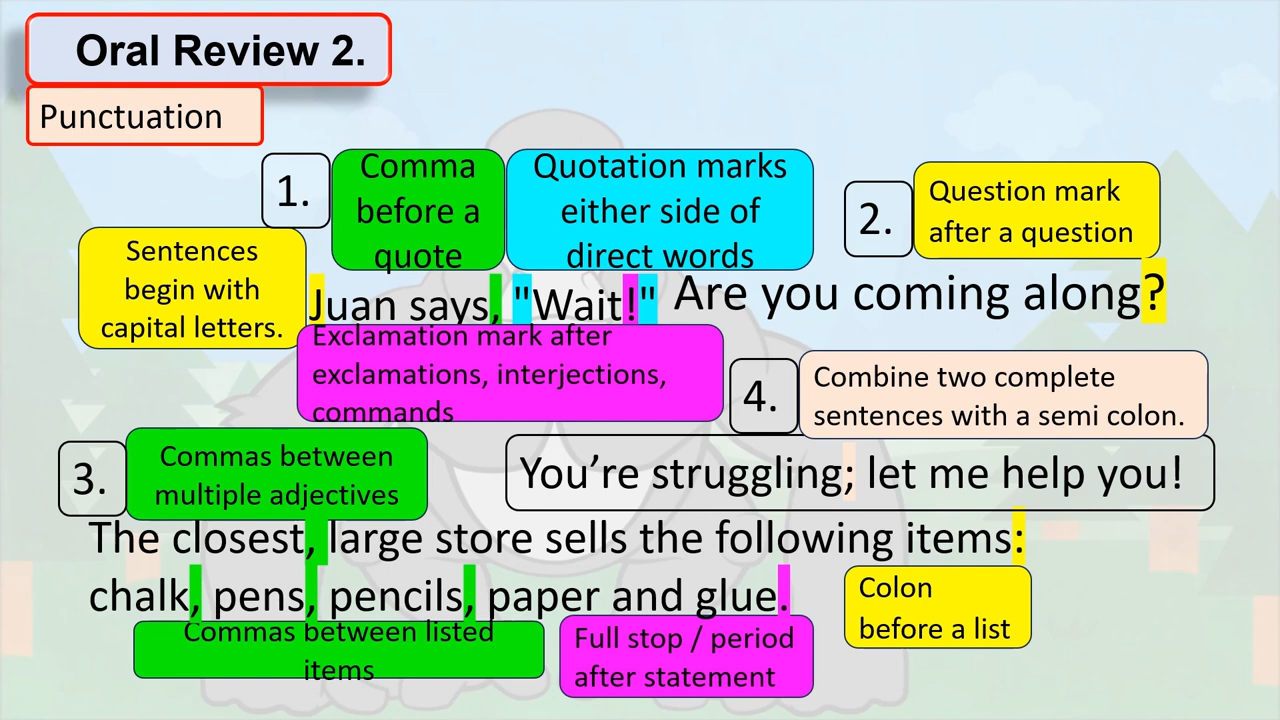 Oral Review 2.
Punctuation
1.
Comma
before a
quote
Quotation marks
either side of
direct words
2.
Question mark
after a question
Sentences
begin with
capital letters.
Juan says, "Wait!"
Are you coming along?
Exclamation mark after
exclamations, interjections,
commands
4.
Combine two complete
sentences with a semi colon.
3.
Commas between
multiple adjectives
You’re struggling; let me help you!
The closest, large store sells the following items:
chalk, pens, pencils, paper and glue.
Colon
before a list
Commas between listed
items
Full stop / period
after statement